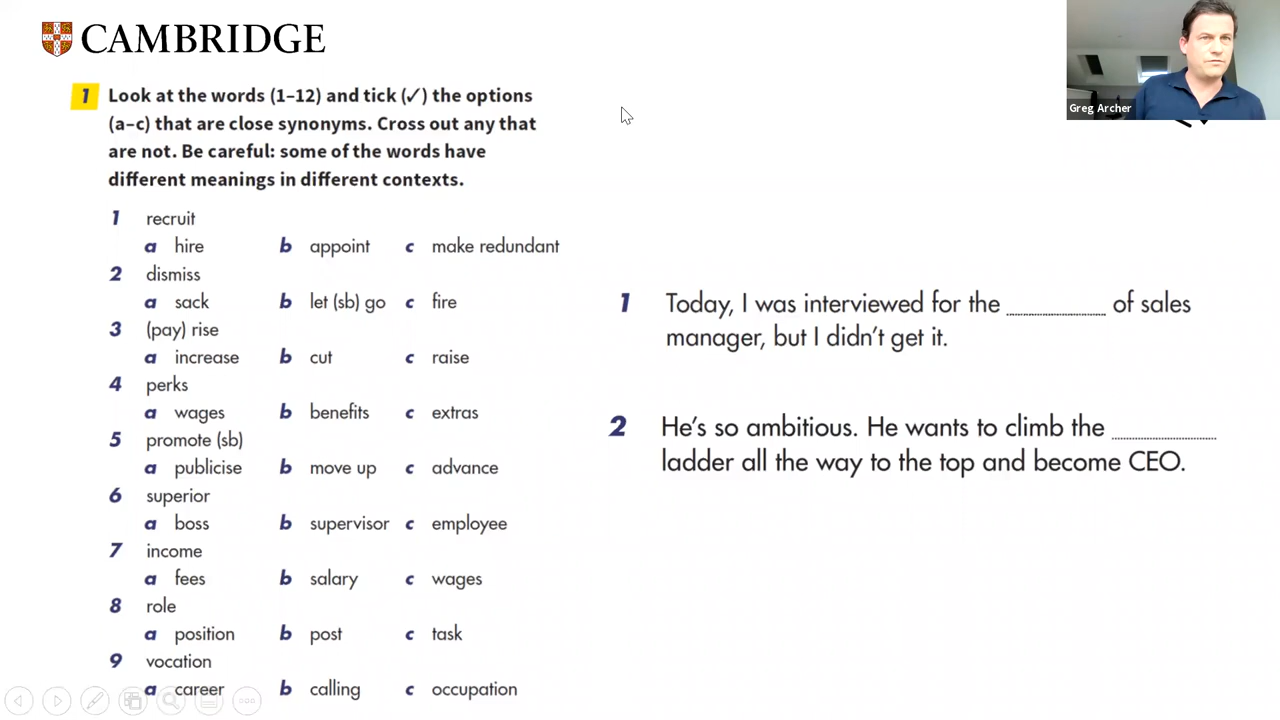 CAMBRIDGE
Greg Archer
1 Look at the words (1–12) and tick (✓) the options
(a–c) that are close synonyms. Cross out any that
are not. Be careful: some of the words have
different meanings in different contexts.
1 recruit
a hire b appoint c make redundant
2 dismiss
a sack b let (sb) go c fire
3 (pay) rise
a increase b cut c raise
4 perks
a wages b benefits c extras
5 promote (sb)
a publicise b move up c advance
6 superior
a boss b supervisor c employee
7 income
a fees b salary c wages
8 role
a position b post c task
9 vocation
a career b calling c occupation
1 Today, I was interviewed for the .......... of sales
manager, but I didn't get it.
2 He's so ambitious. He wants to climb the ..........
ladder all the way to the top and become CEO.